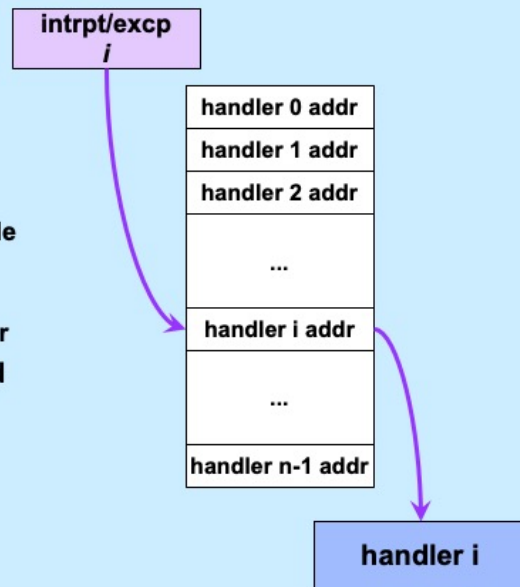 intrpt/excp
i
handler 0 addr
handler 1 addr
handler 2 addr
...
handler i addr
...
handler n-1 addr
handler i